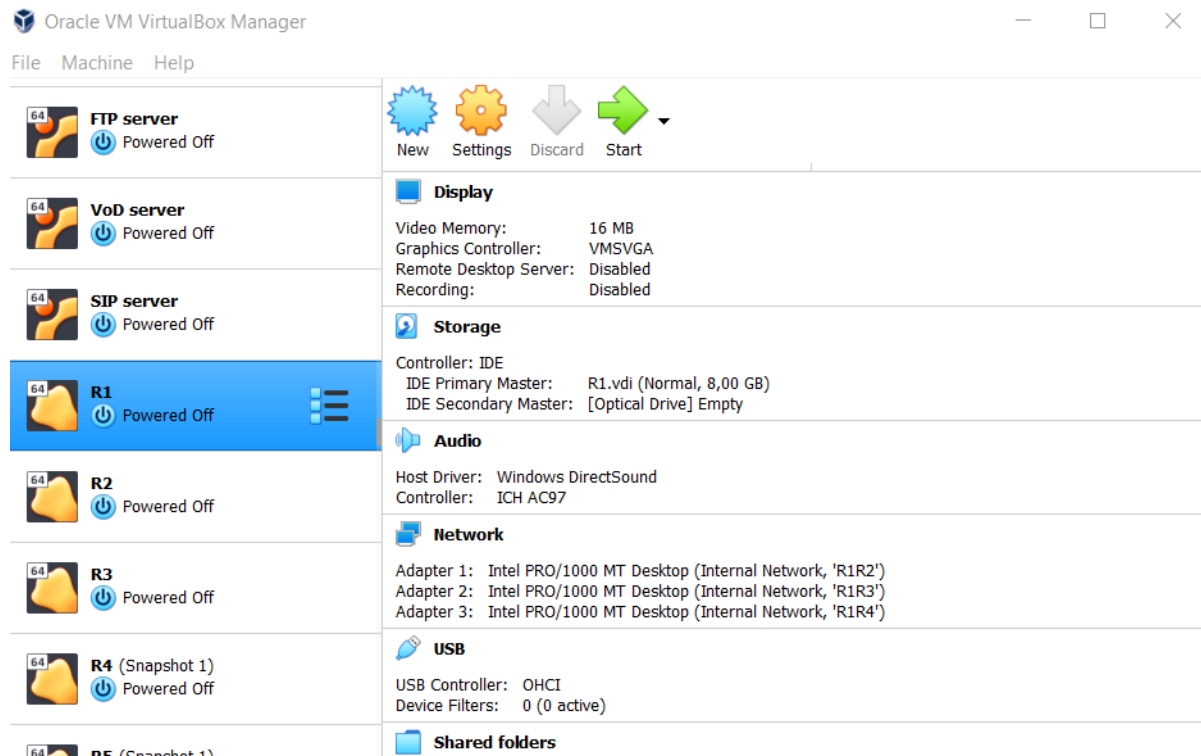 Oracle VM VirtualBox Manager
File Machine Help
64
FTP server
Powered Off
64
VoD server
Powered Off
64
SIP server
Powered Off
64
R1
Powered Off
64
R2
Powered Off
64
R3
Powered Off
64
R4 (Snapshot 1)
Powered Off
64
R5 (Snapshot 1)
New Settings Discard Start
Display
Video Memory: 16 MB
Graphics Controller: VMSVGA
Remote Desktop Server: Disabled
Recording: Disabled
Storage
Controller: IDE
IDE Primary Master: R1.vdi (Normal, 8,00 GB)
IDE Secondary Master: [Optical Drive] Empty
Audio
Host Driver: Windows DirectSound
Controller: ICH AC97
Network
Adapter 1: Intel PRO/1000 MT Desktop (Internal Network, 'R1R2')
Adapter 2: Intel PRO/1000 MT Desktop (Internal Network, 'R1R3')
Adapter 3: Intel PRO/1000 MT Desktop (Internal Network, 'R1R4')
USB
USB Controller: OHCI
Device Filters: 0 (0 active)
Shared folders